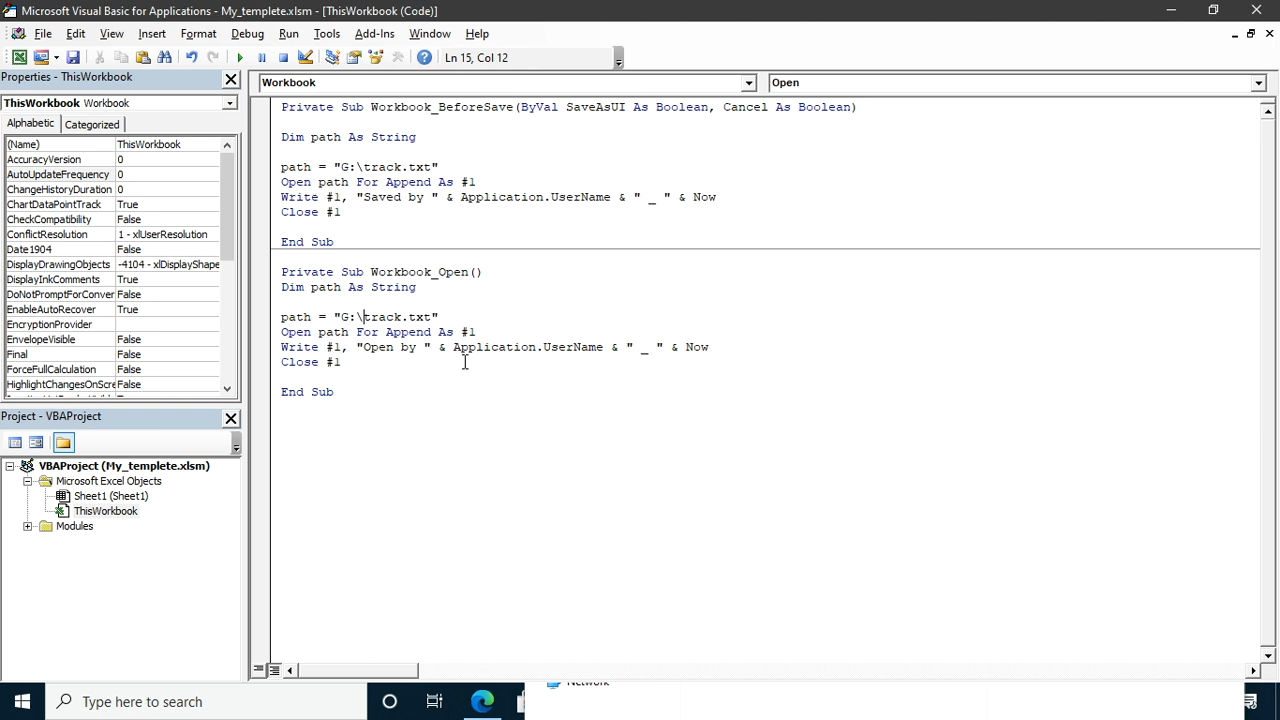 Microsoft Visual Basic for Applications - My_templete.xlsm - [ThisWorkbook (Code)]
File Edit View Insert Format Debug Run Tools Add-Ins Window Help
Ln 15, Col 12
Properties - ThisWorkbook
ThisWorkbook Workbook
Alphabetic Categorized
(Name) ThisWorkbook
AccuracyVersion 0
AutoUpdateFrequency 0
ChangeHistoryDuration 0
ChartDataPointTrack True
CheckCompatibility False
ConflictResolution 1 - xlUserResolution
Date1904 False
DisplayDrawingObjects -4104 - xlDisplayShape
DisplayInkComments True
DoNotPromptForConver False
EnableAutoRecover True
EncryptionProvider
EnvelopeVisible False
Final False
ForceFullCalculation False
HighlightChangesOnScre False
Project - VBAProject
VBAProject (My_templete.xlsm)
Microsoft Excel Objects
Sheet1 (Sheet1)
ThisWorkbook
Modules
Workbook Open
Private Sub Workbook_BeforeSave(ByVal SaveAsUI As Boolean, Cancel As Boolean)
Dim path As String
path = "G:\track.txt"
Open path For Append As #1
Write #1, "Saved by " & Application.UserName & " _ " & Now
Close #1
End Sub
Private Sub Workbook_Open()
Dim path As String
path = "G:\track.txt"
Open path For Append As #1
Write #1, "Open by " & Application.UserName & " _ " & Now
Close #1
End Sub
Type here to search
Network